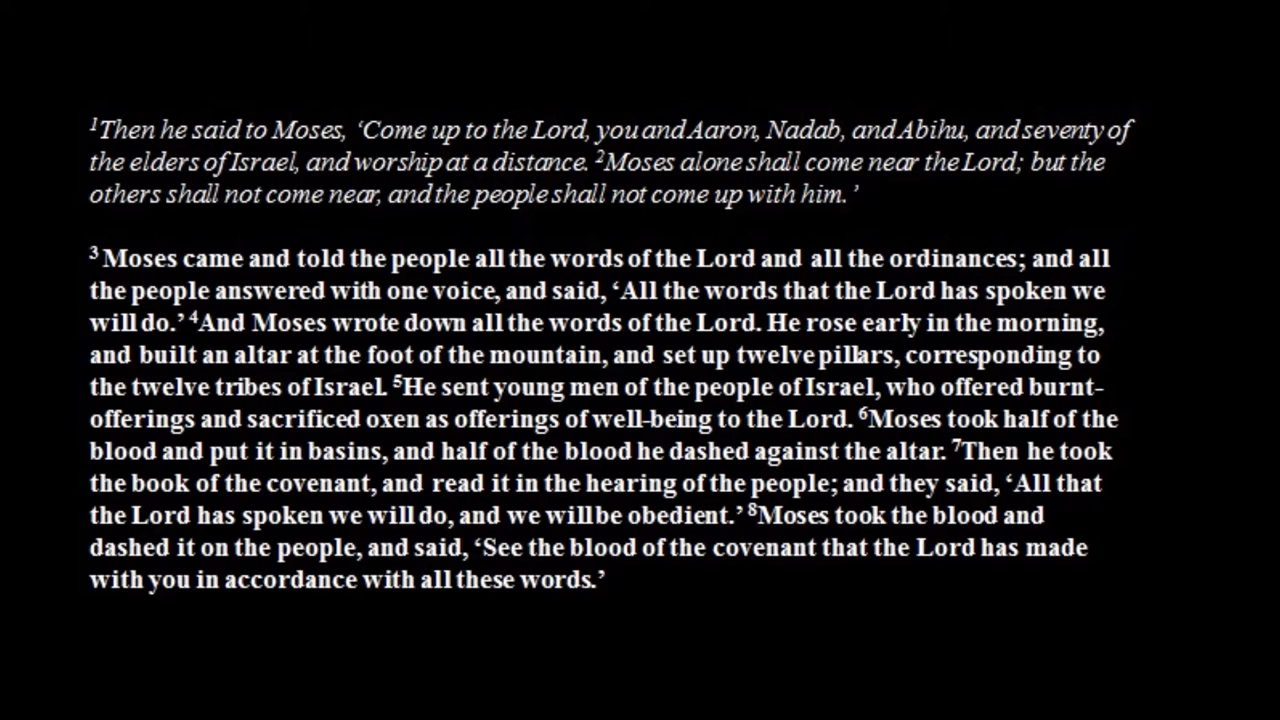 ¹Then he said to Moses, ‘Come up to the Lord, you and Aaron, Nadab, and Abihu, and seventy of
the elders of Israel, and worship at a distance. ²Moses alone shall come near the Lord; but the
others shall not come near, and the people shall not come up with him.’
³Moses came and told the people all the words of the Lord and all the ordinances; and all
the people answered with one voice, and said, ‘All the words that the Lord has spoken we
will do.’ ⁴And Moses wrote down all the words of the Lord. He rose early in the morning,
and built an altar at the foot of the mountain, and set up twelve pillars, corresponding to
the twelve tribes of Israel. ⁵He sent young men of the people of Israel, who offered burnt-
offerings and sacrificed oxen as offerings of well-being to the Lord. ⁶Moses took half of the
blood and put it in basins, and half of the blood he dashed against the altar. ⁷Then he took
the book of the covenant, and read it in the hearing of the people; and they said, ‘All that
the Lord has spoken we will do, and we will be obedient.’ ⁸Moses took the blood and
dashed it on the people, and said, ‘See the blood of the covenant that the Lord has made
with you in accordance with all these words.’